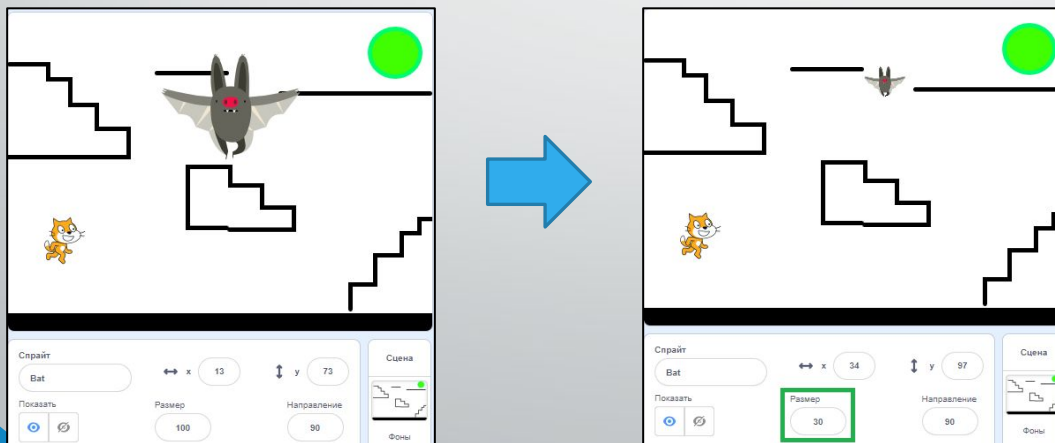 Спрайт
Bat
x 13
y 73
Сцена
Показать
Размер
100
Направление
90
Фоны
Спрайт
Bat
x 34
y 97
Сцена
Показать
Размер
30
Направление
90
Фоны